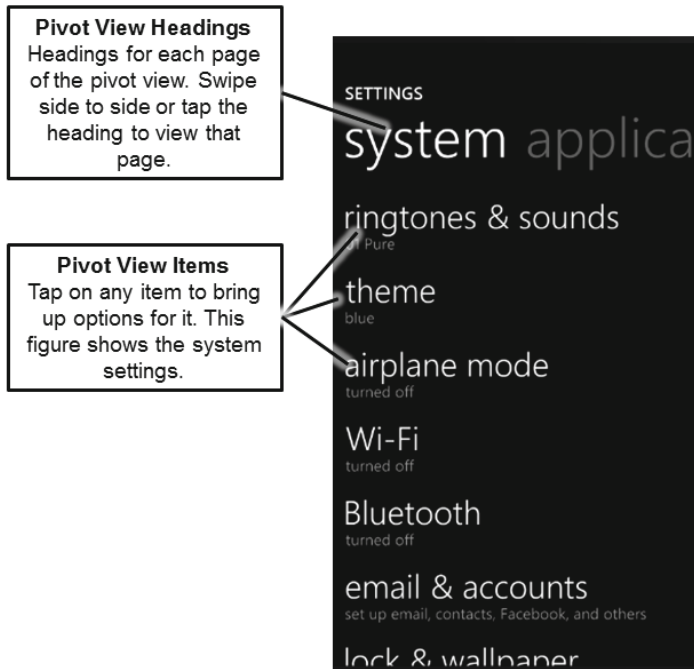 Pivot View Headings
Headings for each page
of the pivot view. Swipe
side to side or tap the
heading to view that
page.
SETTINGS
system applica
ringtones & sounds
01 Pure
Pivot View Items
Tap on any item to bring
up options for it. This
figure shows the system
settings.
theme
blue
airplane mode
turned off
Wi-Fi
turned off
Bluetooth
turned off
email & accounts
set up email, contacts, Facebook, and others
lock & wallpaper